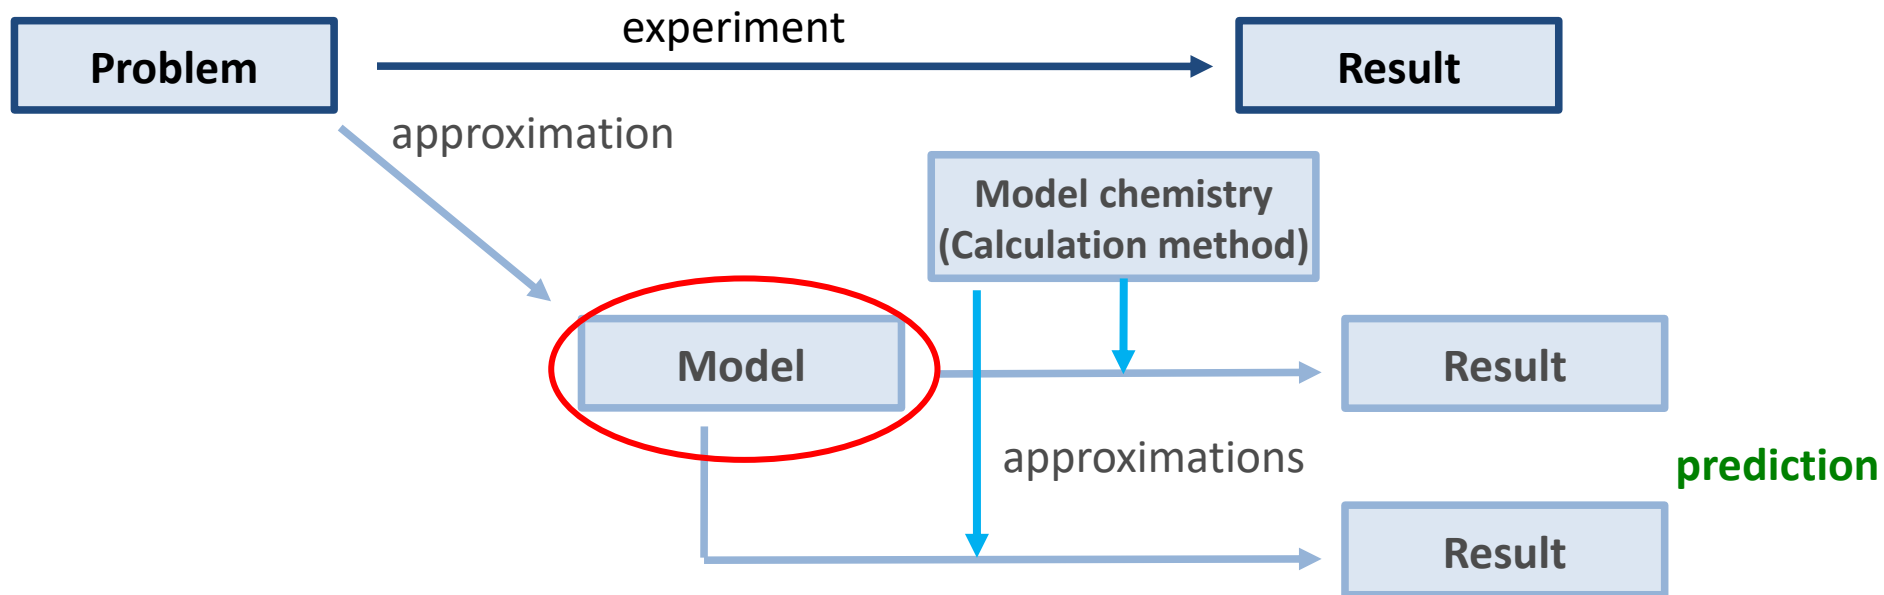 experiment
Problem
Result
approximation
Model chemistry
(Calculation method)
Model
Result
approximations
prediction
Result